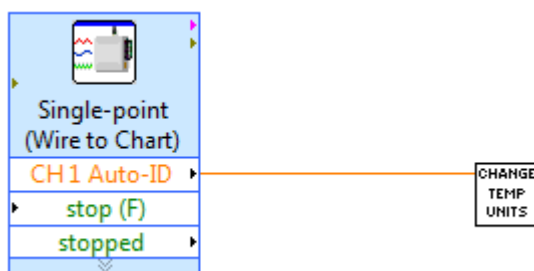 Single-point
(Wire to Chart)
CH 1 Auto-ID
stop (F)
stopped
CHANGE
TEMP
UNITS